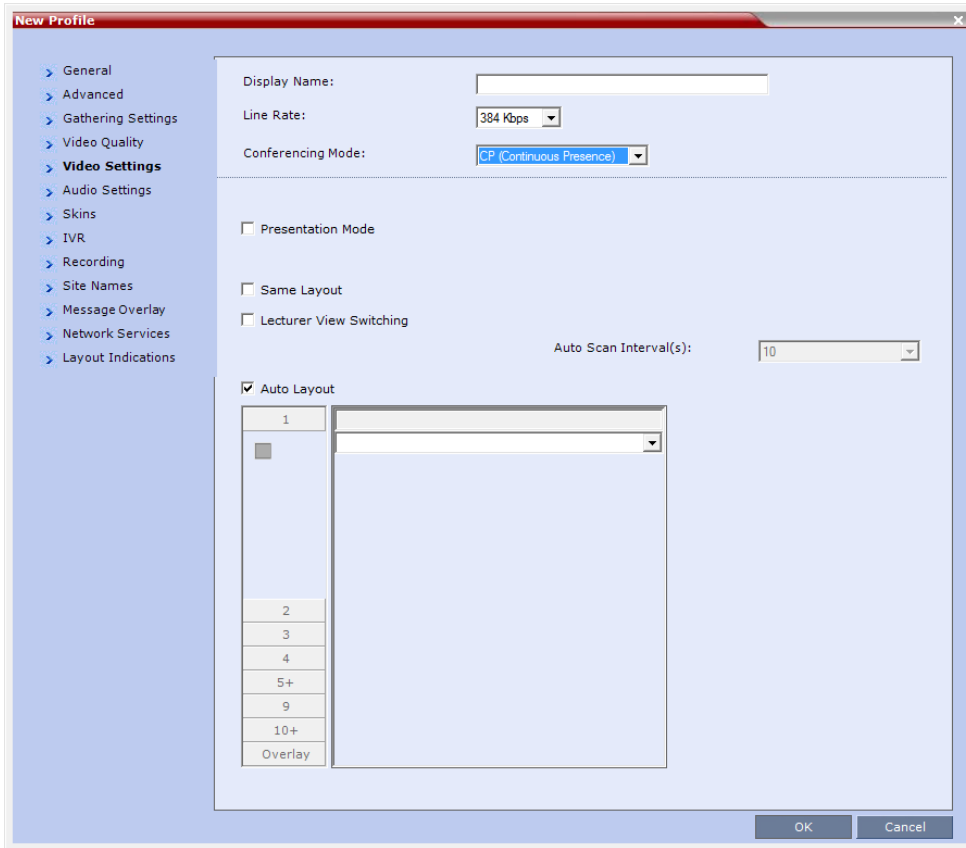 New Profile
General
Advanced
Gathering Settings
Video Quality
Video Settings
Audio Settings
Skins
IVR
Recording
Site Names
Message Overlay
Network Services
Layout Indications
Display Name:
Line Rate: 384 Kbps
Conferencing Mode: CP (Continuous Presence)
Presentation Mode
Same Layout
Lecturer View Switching
Auto Scan Interval(s): 10
Auto Layout
1
2
3
4
5+
9
10+
Overlay
OK Cancel